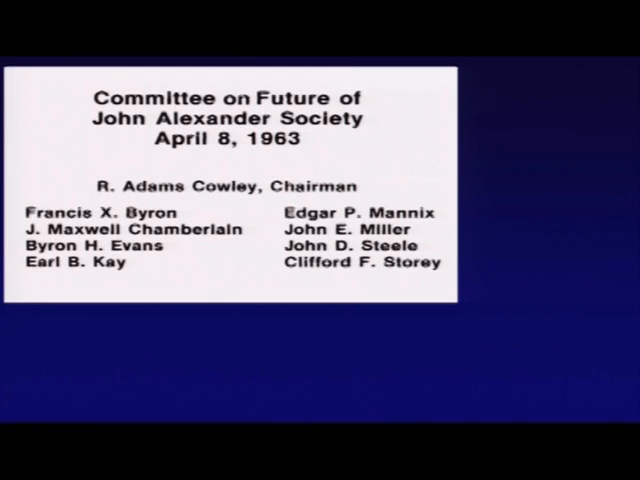 Committee on Future of
John Alexander Society
April 8, 1963
R. Adams Cowley, Chairman
Francis X. Byron
J. Maxwell Chamberlain
Byron H. Evans
Earl B. Kay
Edgar P. Mannix
John E. Miller
John D. Steele
Clifford F. Storey